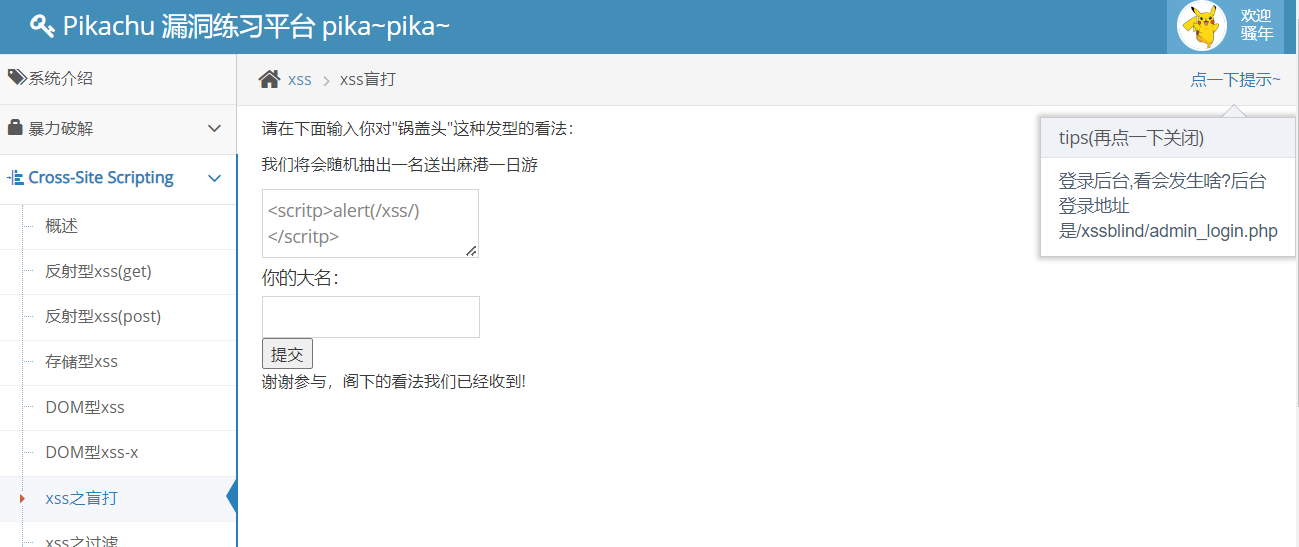 Pikachu 漏洞练习平台 pika~pika~
欢迎
骚年
系统介绍
暴力破解
Cross-Site Scripting
概述
反射型xss(get)
反射型xss(post)
存储型xss
DOM型xss
DOM型xss-x
xss之盲打
xss之过滤
xss
xss盲打
点一下提示~
请在下面输入你对"锅盖头"这种发型的看法：
我们将会随机抽出一名送出麻港一日游
<scritp>alert(/xss/)
</scritp>
你的大名：
提交
谢谢参与，阁下的看法我们已经收到!
tips(再点一下关闭)
登录后台,看会发生啥?后台
登录地址
是/xssblind/admin_login.php